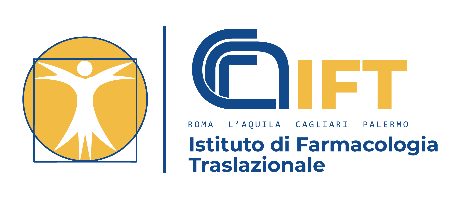 IFT
ROMA L'AQUILA CAGLIARI PALERMO
Istituto di Farmacologia
Traslazionale